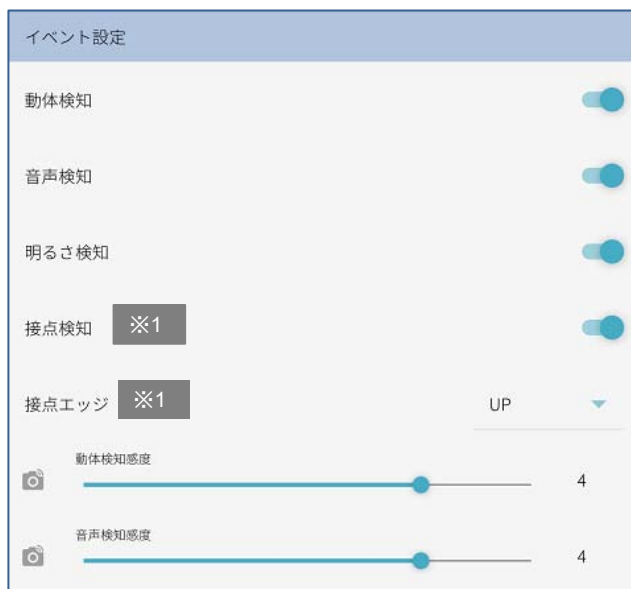 イベント設定
動体検知
音声検知
明るさ検知
接点検知 ※1
接点エッジ ※1 UP
動体検知感度
4
音声検知感度
4